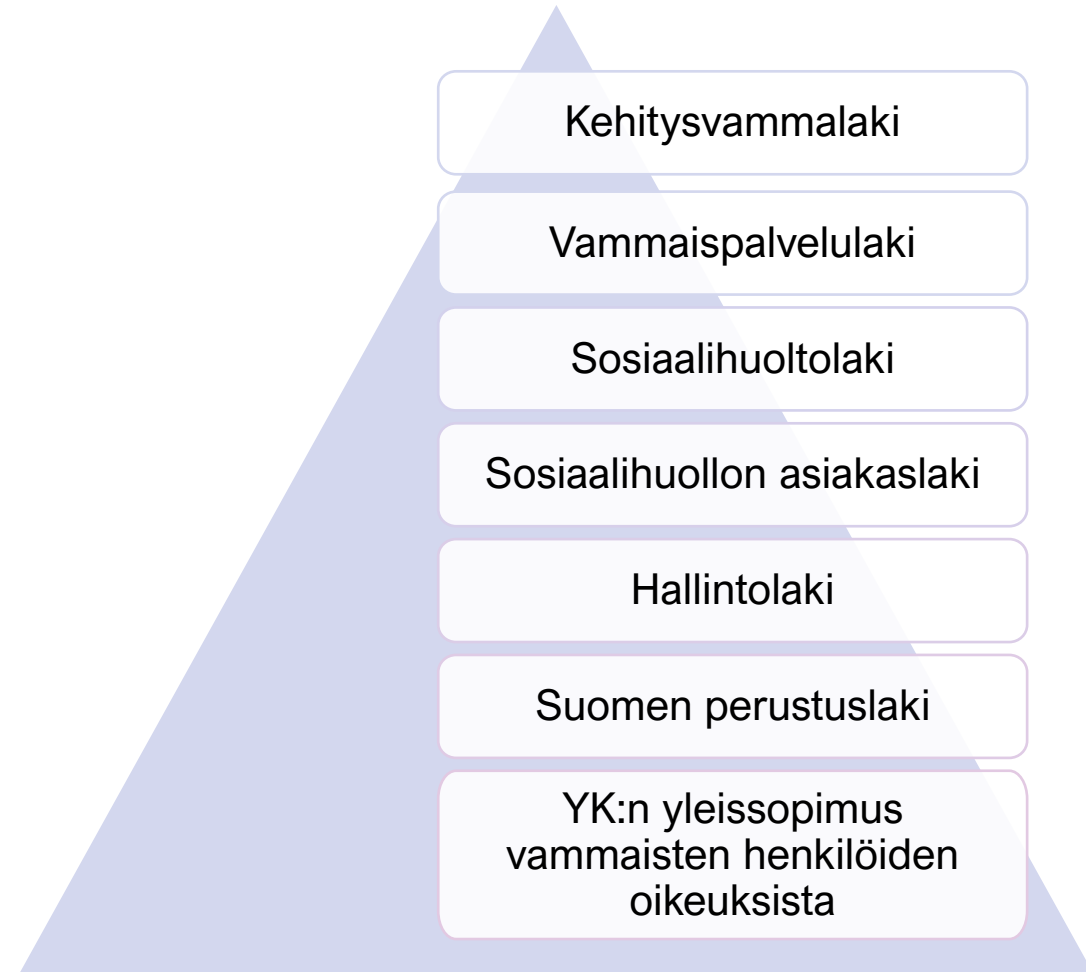 Kehitysvammalaki
Vammaispalvelulaki
Sosiaalihuoltolaki
Sosiaalihuollon asiakaslaki
Hallintolaki
Suomen perustuslaki
YK:n yleissopimus
vammaisten henkilöiden
oikeuksista